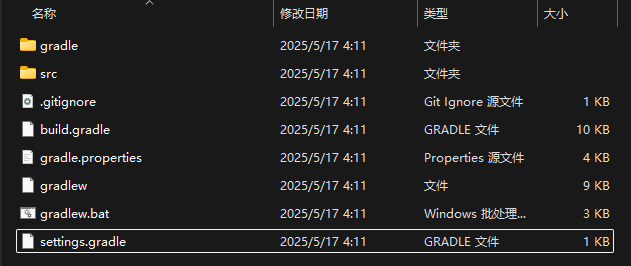 名称 修改日期 类型 大小
gradle 2025/5/17 4:11 文件夹
src 2025/5/17 4:11 文件夹
.gitignore 2025/5/17 4:11 Git Ignore 源文件 1 KB
build.gradle 2025/5/17 4:11 GRADLE 文件 10 KB
gradle.properties 2025/5/17 4:11 Properties 源文件 4 KB
gradlew 2025/5/17 4:11 文件 9 KB
gradlew.bat 2025/5/17 4:11 Windows 批处理... 3 KB
settings.gradle 2025/5/17 4:11 GRADLE 文件 1 KB